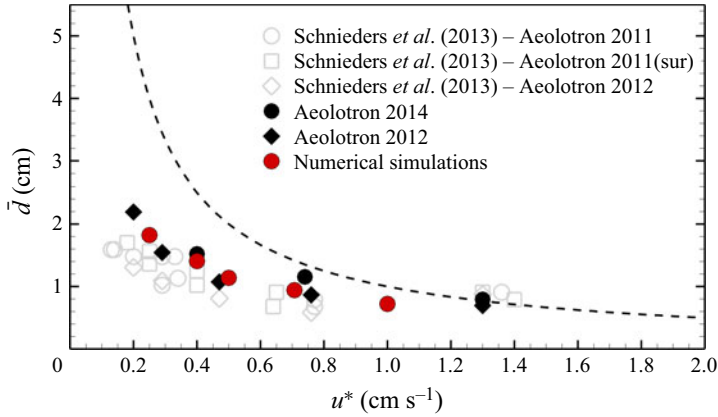 5
4
3
2
1
d̄ (cm)
Schnieders et al. (2013) – Aeolotron 2011
Schnieders et al. (2013) – Aeolotron 2011(sur)
Schnieders et al. (2013) – Aeolotron 2012
Aeolotron 2014
Aeolotron 2012
Numerical simulations
0 0.2 0.4 0.6 0.8 1.0 1.2 1.4 1.6 1.8 2.0
u* (cm s⁻¹)